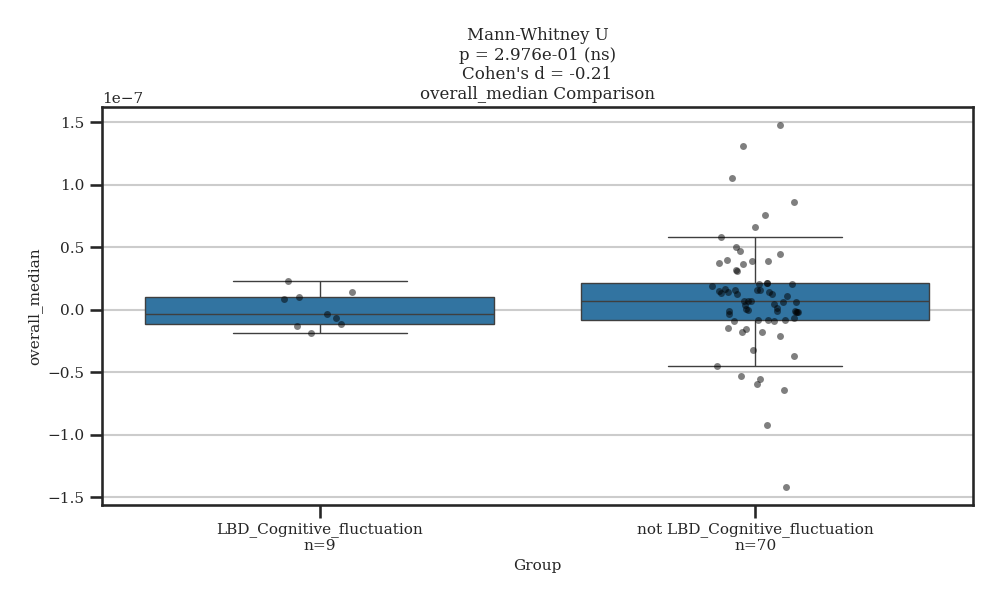 Mann-Whitney U
p = 2.976e-01 (ns)
Cohen's d = -0.21
overall_median Comparison
1e−7
1.5
1.0
0.5
0.0
−0.5
−1.0
−1.5
overall_median
LBD_Cognitive_fluctuation
n=9
not LBD_Cognitive_fluctuation
n=70
Group